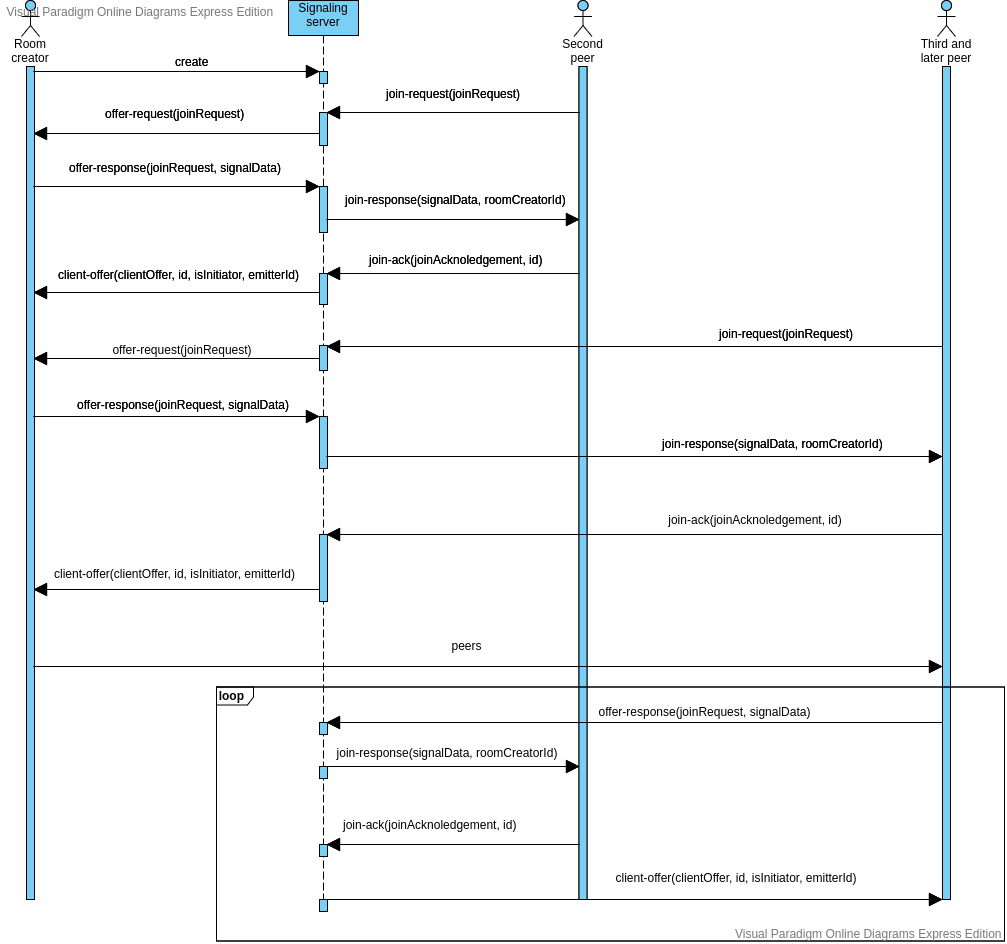 Visual Paradigm Online Diagrams Express Edition
Signaling
server
Room
creator
Second
peer
Third and
later peer
create
join-request(joinRequest)
offer-request(joinRequest)
offer-response(joinRequest, signalData)
join-response(signalData, roomCreatorId)
join-ack(joinAcknoledgement, id)
client-offer(clientOffer, id, isInitiator, emitterId)
join-request(joinRequest)
offer-request(joinRequest)
offer-response(joinRequest, signalData)
join-response(signalData, roomCreatorId)
join-ack(joinAcknoledgement, id)
client-offer(clientOffer, id, isInitiator, emitterId)
peers
loop
offer-response(joinRequest, signalData)
join-response(signalData, roomCreatorId)
join-ack(joinAcknoledgement, id)
client-offer(clientOffer, id, isInitiator, emitterId)
Visual Paradigm Online Diagrams Express Edition